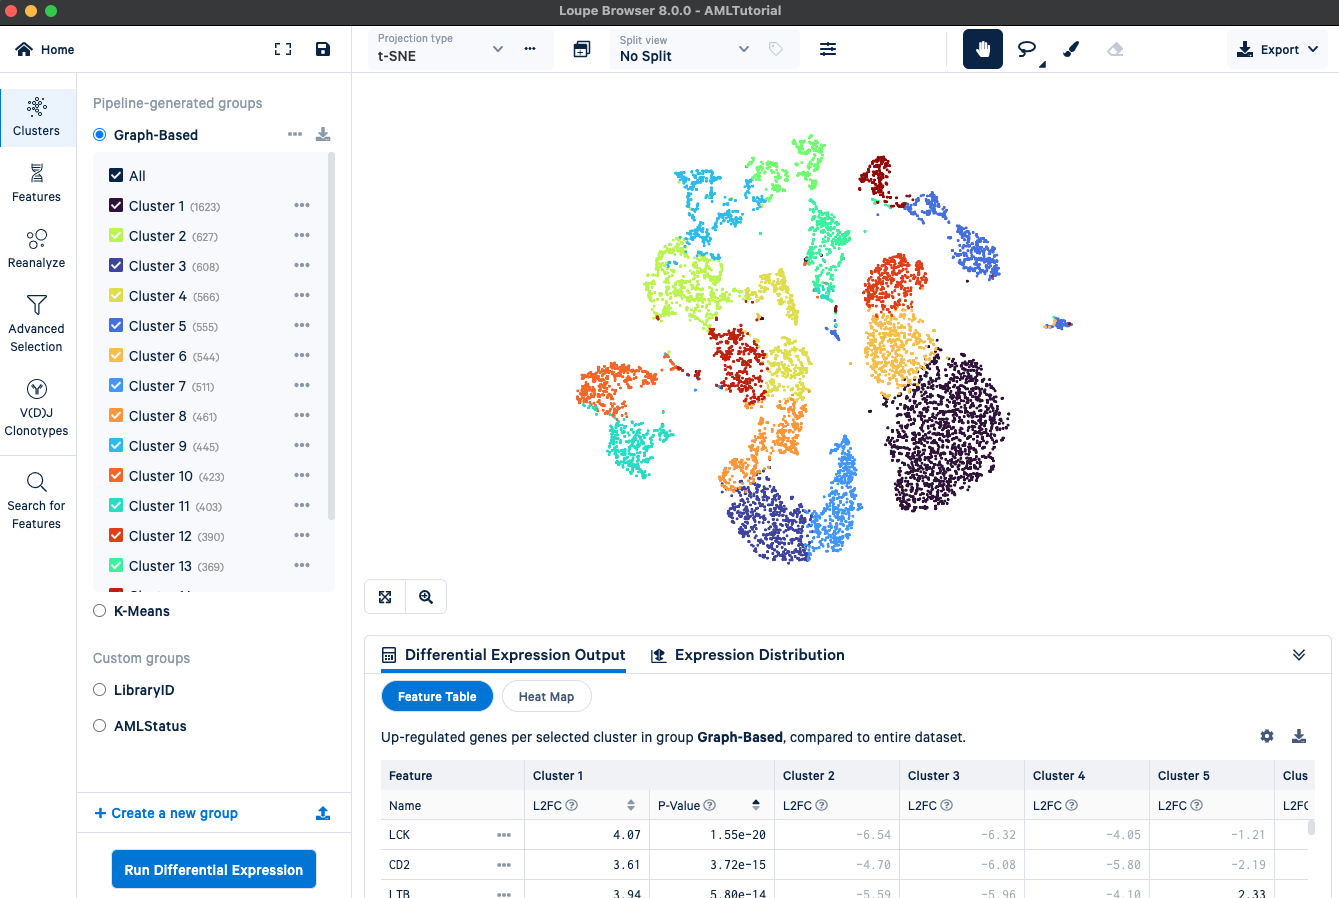 Loupe Browser 8.0.0 - AMLTutorial
Home
Projection type
t-SNE
Split view
No Split
Export
Clusters
Features
Reanalyze
Advanced
Selection
V(D)J
Clonotypes
Search for
Features
Pipeline-generated groups
Graph-Based
All
Cluster 1 (1623)
Cluster 2 (627)
Cluster 3 (608)
Cluster 4 (566)
Cluster 5 (555)
Cluster 6 (544)
Cluster 7 (511)
Cluster 8 (461)
Cluster 9 (445)
Cluster 10 (423)
Cluster 11 (403)
Cluster 12 (390)
Cluster 13 (369)
K-Means
Custom groups
LibraryID
AMLStatus
+ Create a new group
Run Differential Expression
Differential Expression Output Expression Distribution
Feature Table Heat Map
Up-regulated genes per selected cluster in group Graph-Based, compared to entire dataset.
Feature Cluster 1 Cluster 2 Cluster 3 Cluster 4 Cluster 5 Clus
Name L2FC P-Value L2FC L2FC L2FC L2FC L2FC
LCK 4.07 1.55e-20 -6.54 -6.32 -4.05 -1.21
CD2 3.61 3.72e-15 -4.70 -6.08 -5.80 -2.19
LTB 3.94 5.80e-14 -5.59 -5.96 -4.10 2.33